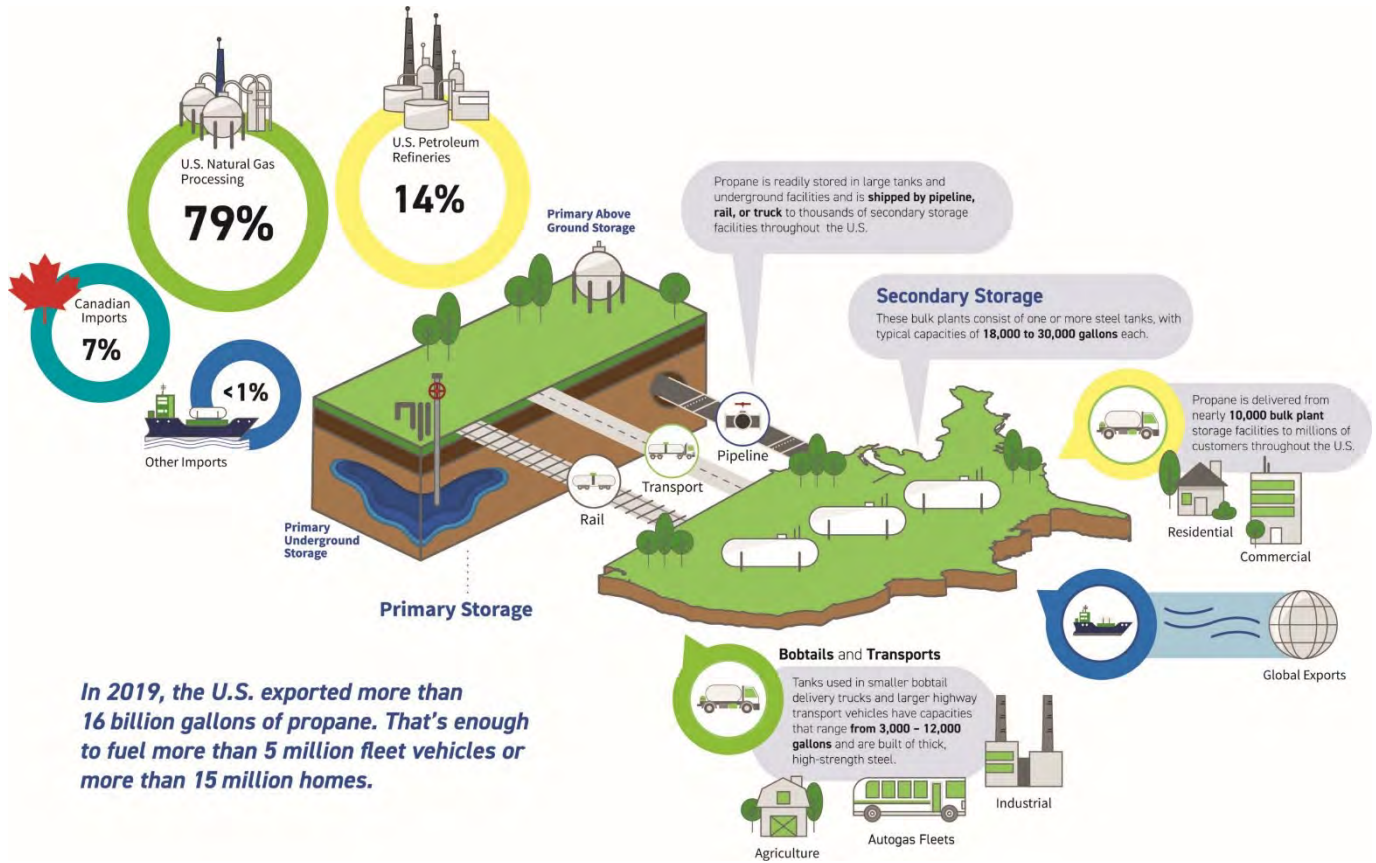 U.S. Natural Gas
Processing
79%
U.S. Petroleum
Refineries
14%
Canadian
Imports
7%
<1%
Other Imports
Primary Above
Ground Storage
Primary
Underground
Storage
Primary Storage
Rail
Transport
Pipeline
Propane is readily stored in large tanks and
underground facilities and is shipped by pipeline,
rail, or truck to thousands of secondary storage
facilities throughout the U.S.
Secondary Storage
These bulk plants consist of one or more steel tanks, with
typical capacities of 18,000 to 30,000 gallons each.
Propane is delivered from
nearly 10,000 bulk plant
storage facilities to millions of
customers throughout the U.S.
Residential
Commercial
Global Exports
Bobtails and Transports
Tanks used in smaller bobtail
delivery trucks and larger highway
transport vehicles have capacities
that range from 3,000 – 12,000
gallons and are built of thick,
high-strength steel.
Industrial
Autogas Fleets
Agriculture
In 2019, the U.S. exported more than
16 billion gallons of propane. That's enough
to fuel more than 5 million fleet vehicles or
more than 15 million homes.